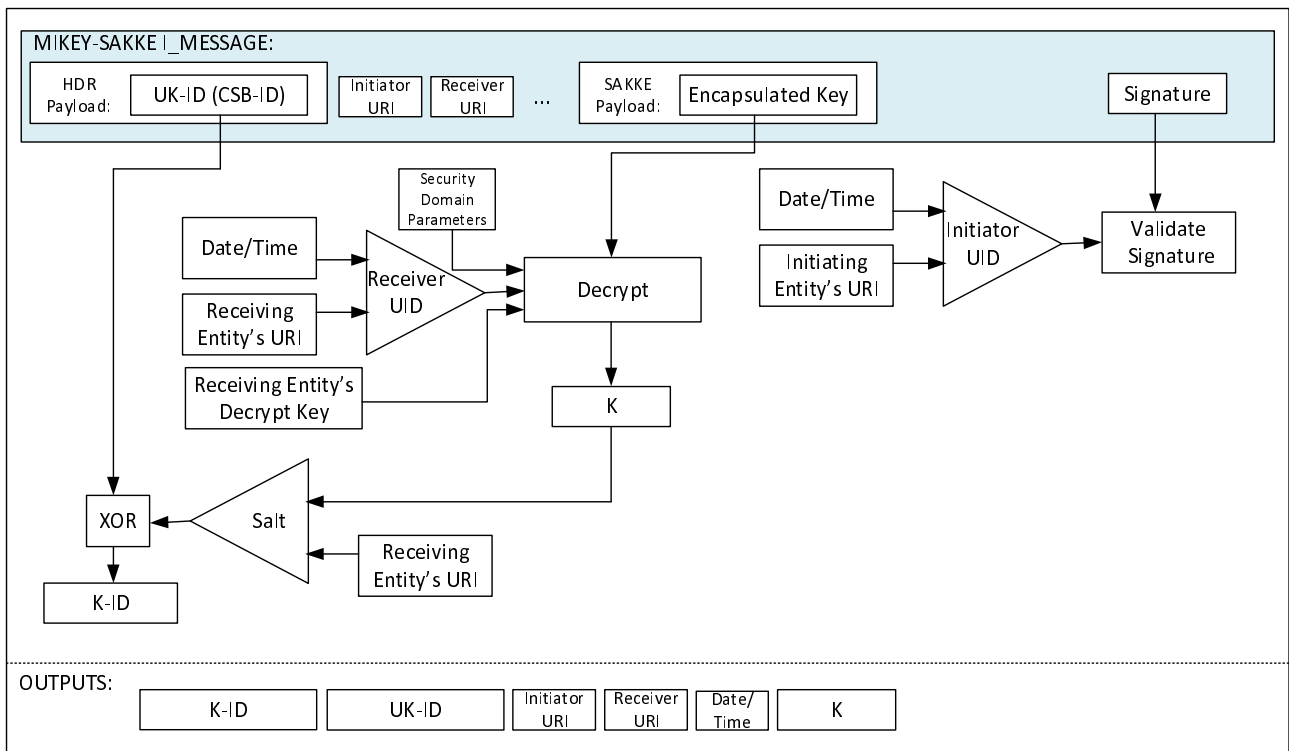 MIKEY-SAKKE I_MESSAGE:
HDR
Payload:
UK-ID (CSB-ID)
Initiator
URI
Receiver
URI
...
SAKKE
Payload:
Encapsulated Key
Signature
Security
Domain
Parameters
Date/Time
Receiving
Entity's URI
Receiver
UID
Receiving Entity's
Decrypt Key
Decrypt
K
Date/Time
Initiating
Entity's URI
Initiator
UID
Validate
Signature
XOR
Salt
Receiving
Entity's URI
K-ID
OUTPUTS:
K-ID
UK-ID
Initiator
URI
Receiver
URI
Date/
Time
K